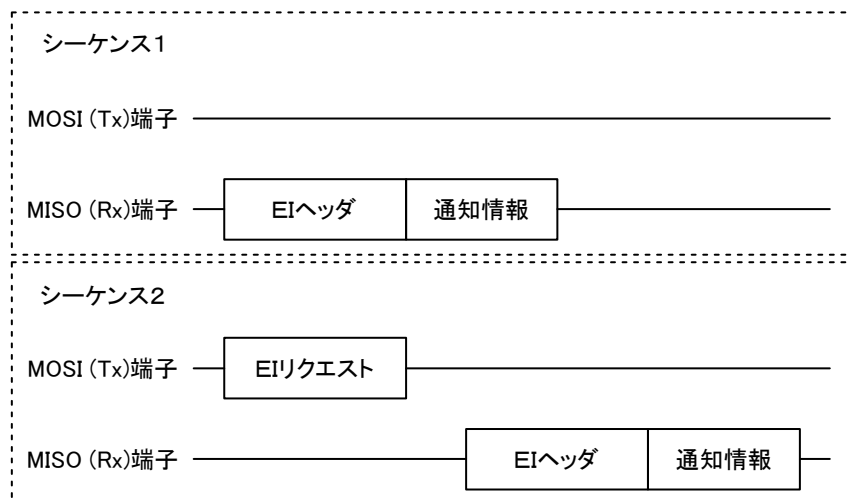 シーケンス1
MOSI (Tx)端子
MISO (Rx)端子 EIヘッダ 通知情報
シーケンス2
MOSI (Tx)端子 EIリクエスト
MISO (Rx)端子 EIヘッダ 通知情報